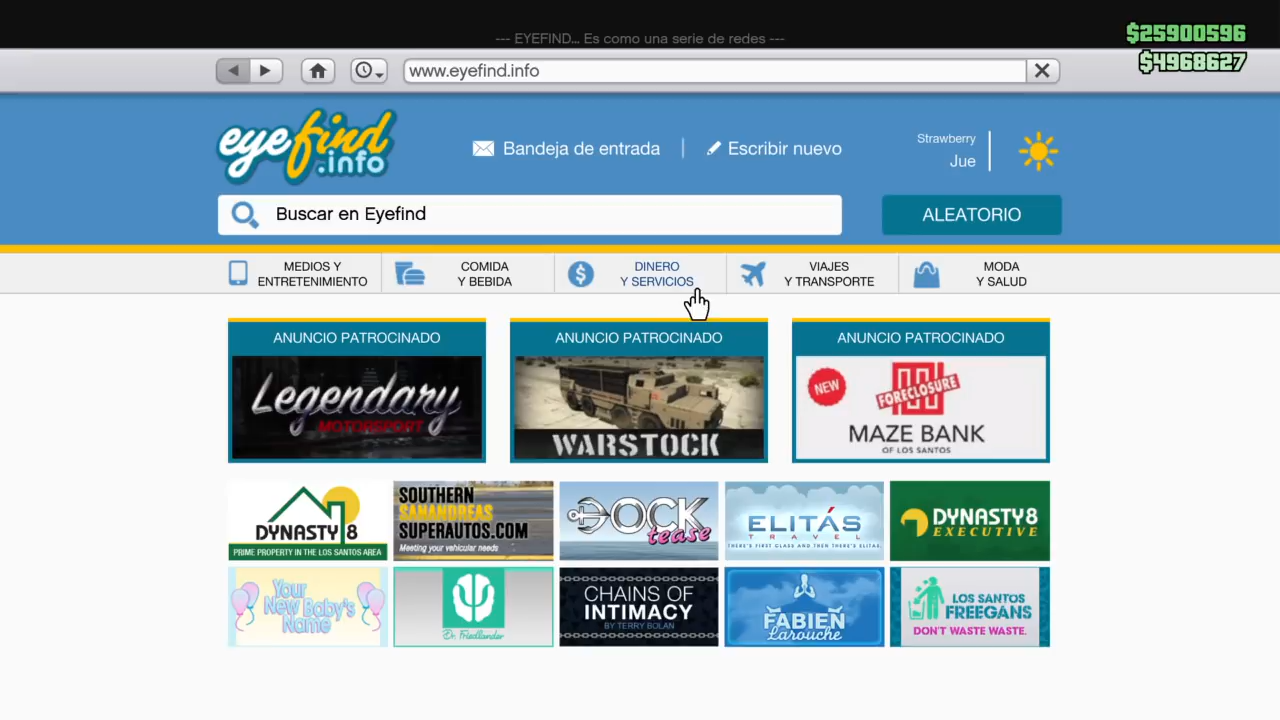 --- EYEFIND... Es como una serie de redes ---
$25900596
$4968627
www.eyefind.info
eyefind.info
Bandeja de entrada
Escribir nuevo
Strawberry
Jue
Buscar en Eyefind
ALEATORIO
MEDIOS Y
ENTRETENIMIENTO
COMIDA
Y BEBIDA
DINERO
Y SERVICIOS
VIAJES
Y TRANSPORTE
MODA
Y SALUD
ANUNCIO PATROCINADO
Legendary
MOTORSPORT
ANUNCIO PATROCINADO
WARSTOCK
ANUNCIO PATROCINADO
NEW
FORECLOSURE
MAZE BANK
OF LOS SANTOS
DYNASTY 8
PRIME PROPERTY IN THE LOS SANTOS AREA
SOUTHERN
SANANDREAS
SUPERAUTOS.COM
Meeting your vehicular needs
DOCK
tease
ELITÁS
TRAVEL
THERE'S FIRST CLASS AND THEN THERE'S ELITAS
DYNASTY 8
EXECUTIVE
Your
New Baby's
Name
Dr. Friedlander
CHAINS OF
INTIMACY
BY TERRY BOLAN
FABIEN
Larouche
LOS SANTOS
FREEGANS
DON'T WASTE WASTE.